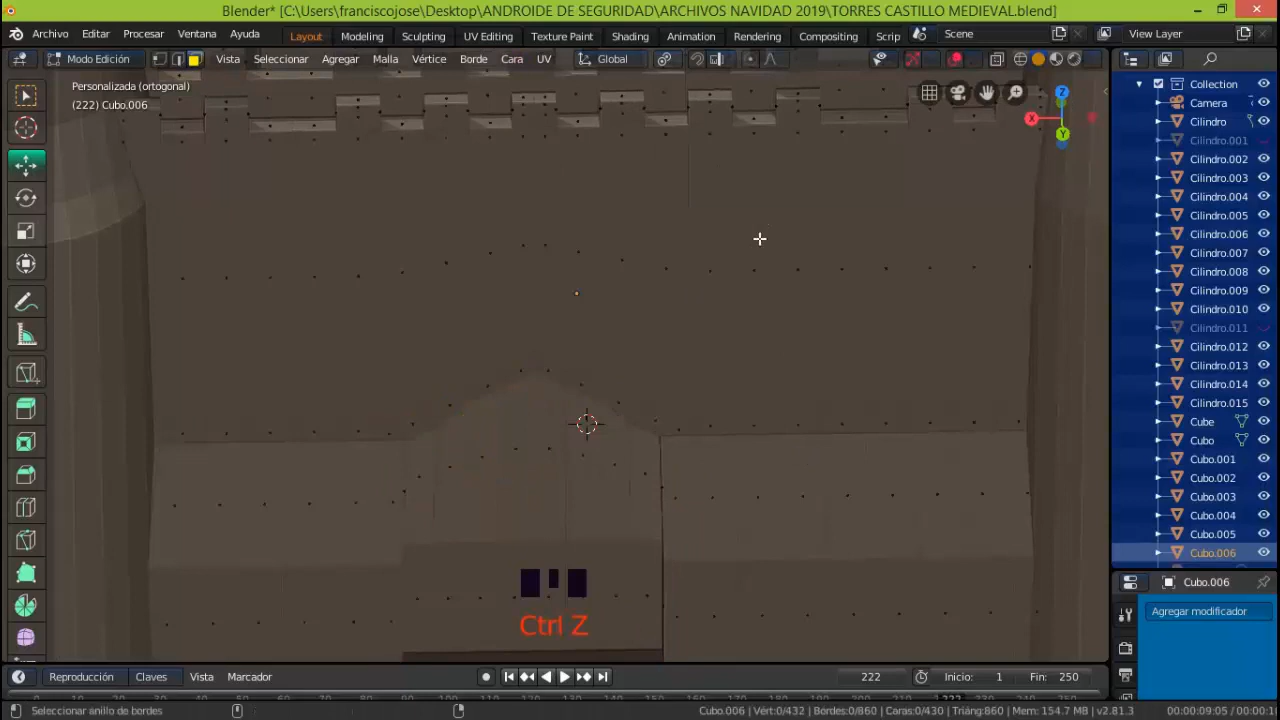 Blender* [C:\Users\franciscojose\Desktop\ANDROIDE DE SEGURIDAD\ARCHIVOS NAVIDAD 2019\TORRES CASTILLO MEDIEVAL.blend]
Archivo Editar Procesar Ventana Ayuda Layout Modeling Sculpting UV Editing Texture Paint Shading Animation Rendering Compositing Scrip Scene View Layer
Modo Edición Vista Seleccionar Agregar Malla Vértice Borde Cara UV Global
Personalizada (ortogonal)
(222) Cubo.006
Z
X
Y
Collection
Camera
Cilindro
Cilindro.001
Cilindro.002
Cilindro.003
Cilindro.004
Cilindro.005
Cilindro.006
Cilindro.007
Cilindro.008
Cilindro.009
Cilindro.010
Cilindro.011
Cilindro.012
Cilindro.013
Cilindro.014
Cilindro.015
Cube
Cubo
Cubo.001
Cubo.002
Cubo.003
Cubo.004
Cubo.005
Cubo.006
Cubo.006
Agregar modificador
Ctrl Z
Reproducción Claves Vista Marcador 222 Inicio: 1 Fin: 250
Seleccionar anillo de bordes Cubo.006 | Vért:0/432 | Bordes:0/860 | Caras:0/430 | Triáng:860 | Mem: 154.7 MB | v2.81.3 00:00:09:05 /